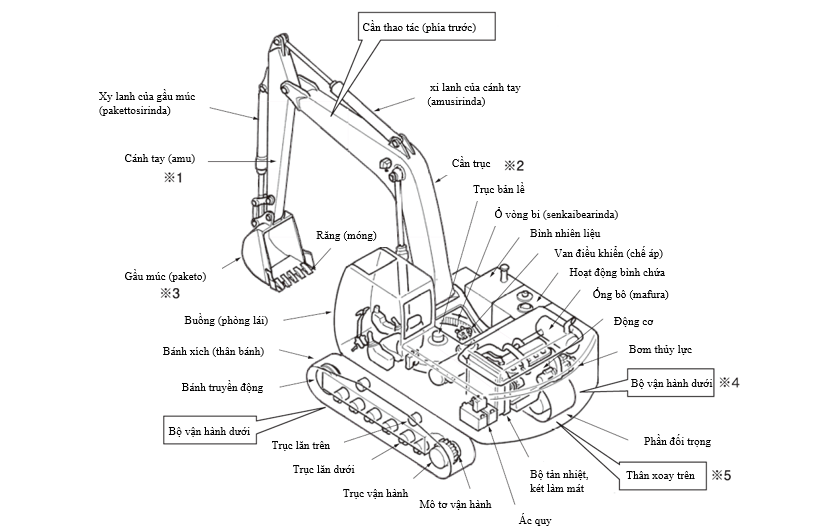 Cần thao tác (phía trước)
Xy lanh của gầu múc
(pakettosirinda)
xi lanh của cánh tay
(amusirinda)
Cánh tay (amu)
※1
Cần trục ※2
Trục bản lề
Ổ vòng bi (senkaibearinda)
Răng (móng)
Bình nhiên liệu
Van điều khiển (chế áp)
Gầu múc (paketo)
※3
Hoạt động bình chứa
Ống bô (mafura)
Buồng (phòng lái)
Động cơ
Bánh xích (thân bánh)
Bơm thủy lực
Bánh truyền động
Bộ vận hành dưới ※4
Bộ vận hành dưới
Trục lăn trên
Phần đối trọng
Trục lăn dưới
Bộ tản nhiệt,
két làm mát
Thân xoay trên ※5
Trục vận hành
Mô tơ vận hành
Ác quy